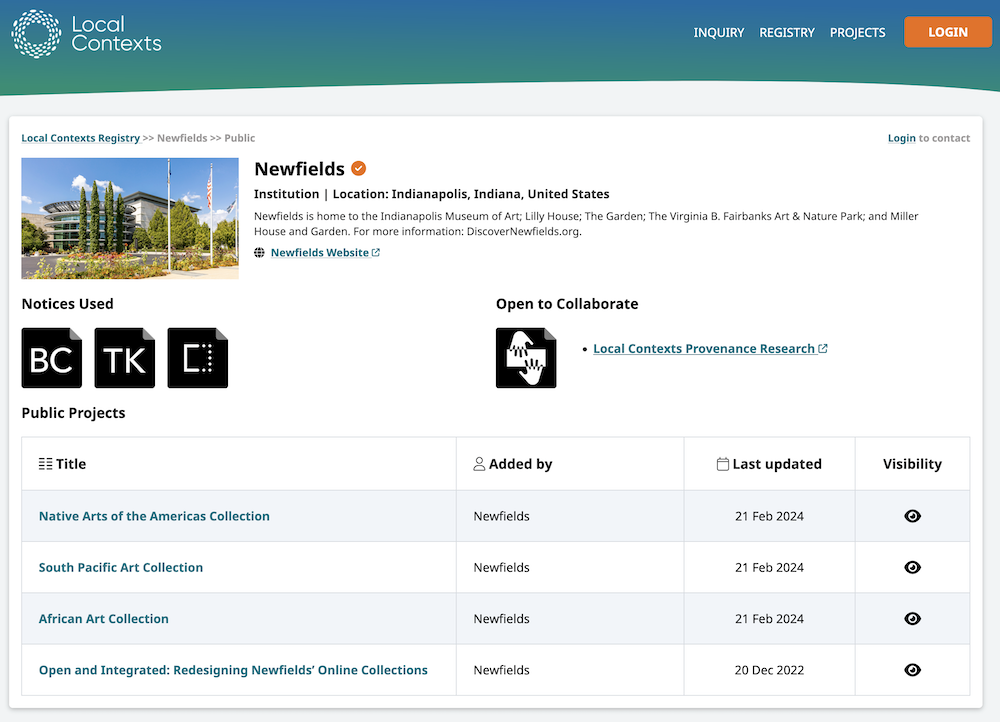 Local
Contexts
INQUIRY REGISTRY PROJECTS LOGIN
Local Contexts Registry >> Newfields >> Public
Login to contact
Newfields
Institution | Location: Indianapolis, Indiana, United States
Newfields is home to the Indianapolis Museum of Art; Lilly House; The Garden; The Virginia B. Fairbanks Art & Nature Park; and Miller
House and Garden. For more information: DiscoverNewfields.org.
Newfields Website
Notices Used
BC TK
Open to Collaborate
• Local Contexts Provenance Research
Public Projects
Title Added by Last updated Visibility
Native Arts of the Americas Collection Newfields 21 Feb 2024
South Pacific Art Collection Newfields 21 Feb 2024
African Art Collection Newfields 21 Feb 2024
Open and Integrated: Redesigning Newfields’ Online Collections Newfields 20 Dec 2022